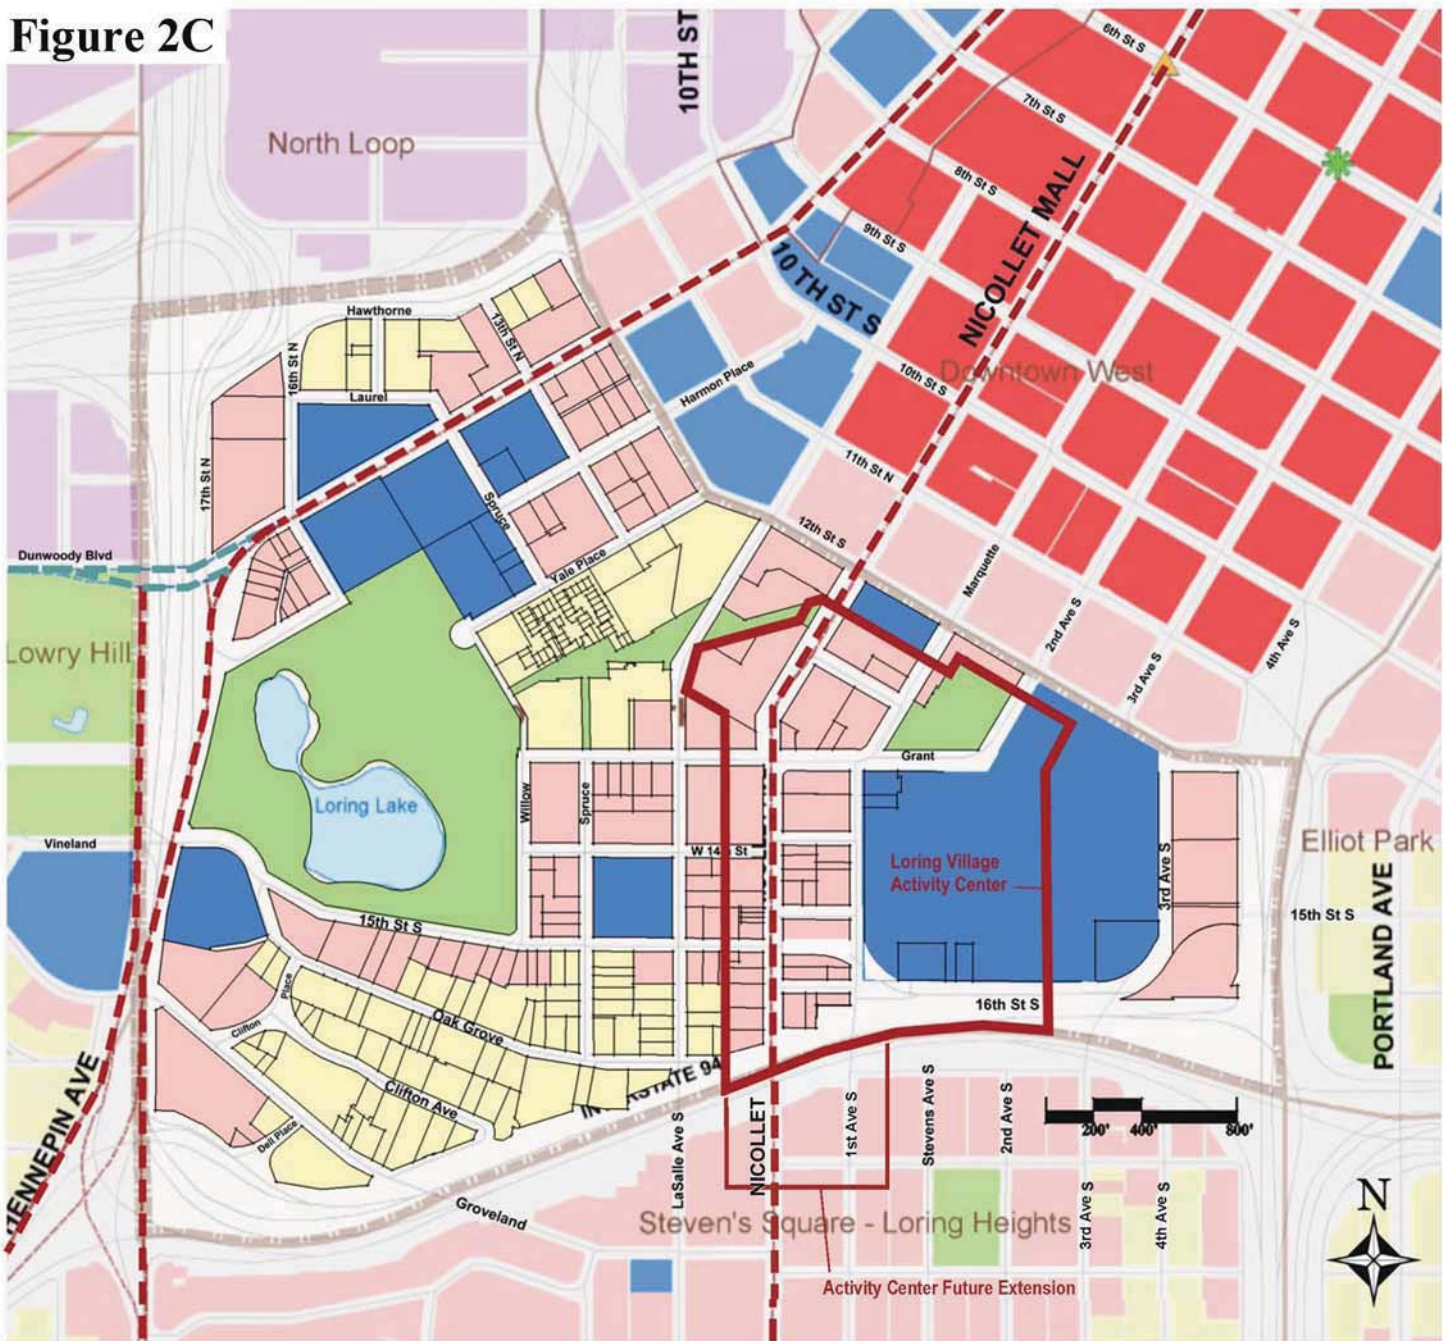 Figure 2C
10TH ST
6th St S
North Loop
7th St S
NICOLLET MALL
8th St S
9th St S
10 TH ST S
Hawthorne
13th St N
16th St N
Downtown West
10th St S
Harmon Place
Laurel
11th St N
17th St N
Spruce
12th St S
Dunwoody Blvd
Yale Place
Marquette
2nd Ave S
4th Ave S
Lowry Hill
3rd Ave S
Grant
Willow
Spruce
Loring Lake
Vineland
W 14th St
Loring Village
Activity Center
3rd Ave S
Elliot Park
15th St S
15th St S
PORTLAND AVE
Place
16th St S
Clifton
Oak Grove
INTERSTATE 94
Clifton Ave
HENNEPIN AVE
Dell Place
LaSalle Ave S
NICOLLET
1st Ave S
Stevens Ave S
2nd Ave S
200' 400' 800'
Groveland
Steven's Square - Loring Heights
3rd Ave S
4th Ave S
N
Activity Center Future Extension